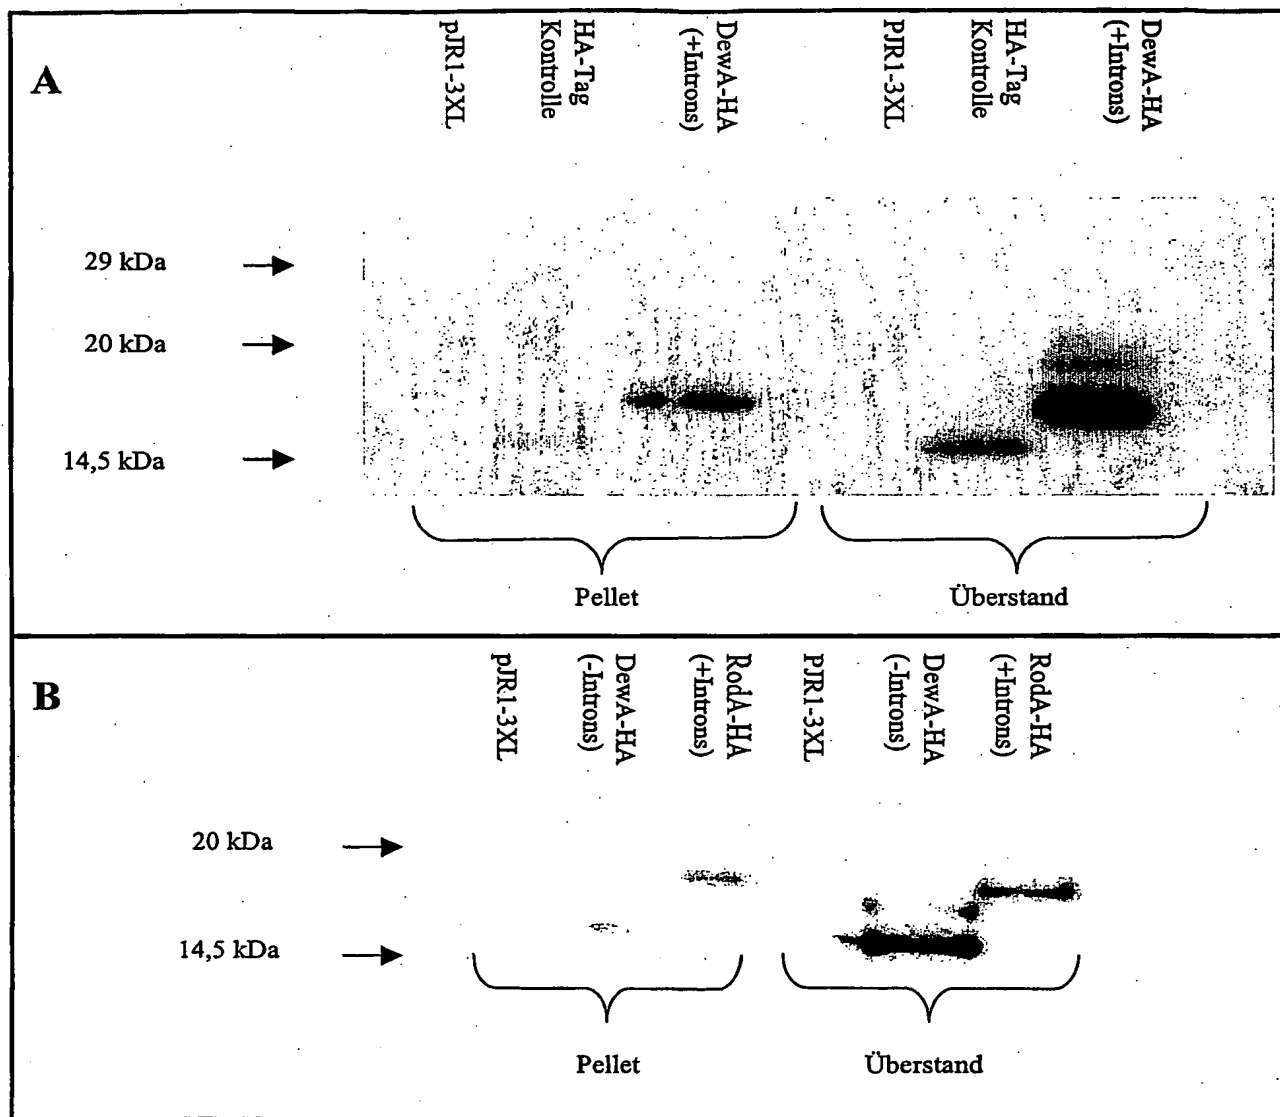 A
pJR1-3XL
HA-Tag
Kontrolle
DewA-HA
(+Introns)
PJR1-3XL
HA-Tag
Kontrolle
DewA-HA
(+Introns)
29 kDa
20 kDa
14,5 kDa
Pellet
Überstand
B
pJR1-3XL
DewA-HA
(-Introns)
RodA-HA
(+Introns)
PJR1-3XL
DewA-HA
(-Introns)
RodA-HA
(+Introns)
20 kDa
14,5 kDa
Pellet
Überstand